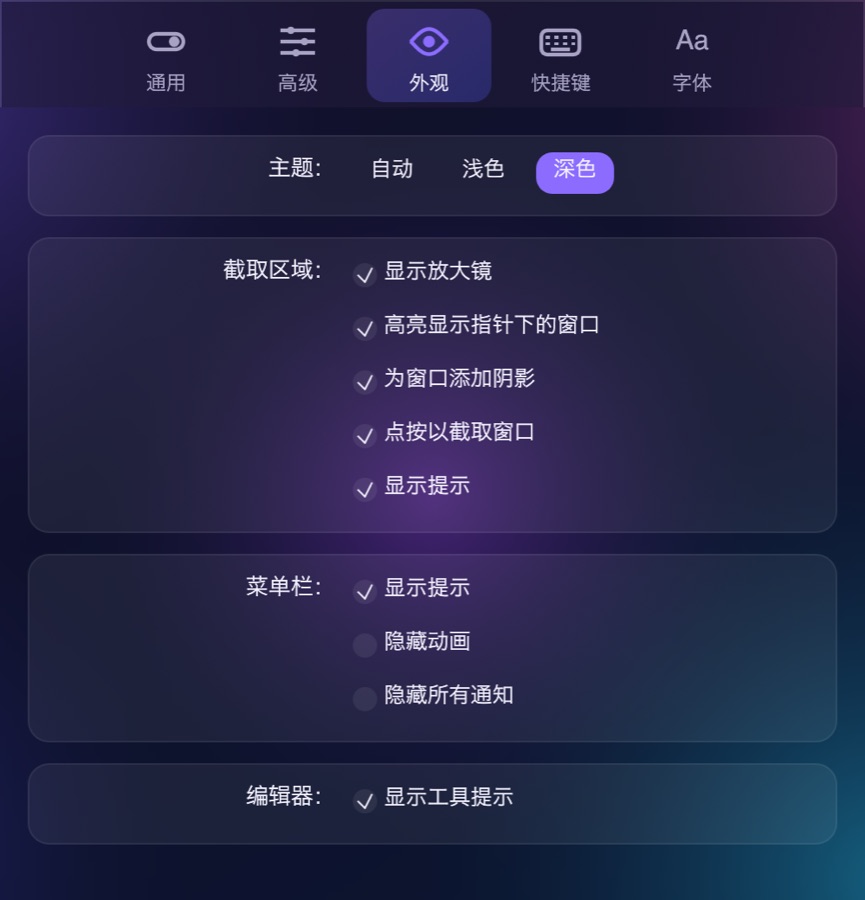 通用
高级
外观
快捷键
Aa
字体
主题: 自动 浅色 深色
截取区域: 显示放大镜
高亮显示指针下的窗口
为窗口添加阴影
点按以截取窗口
显示提示
菜单栏: 显示提示
隐藏动画
隐藏所有通知
编辑器: 显示工具提示